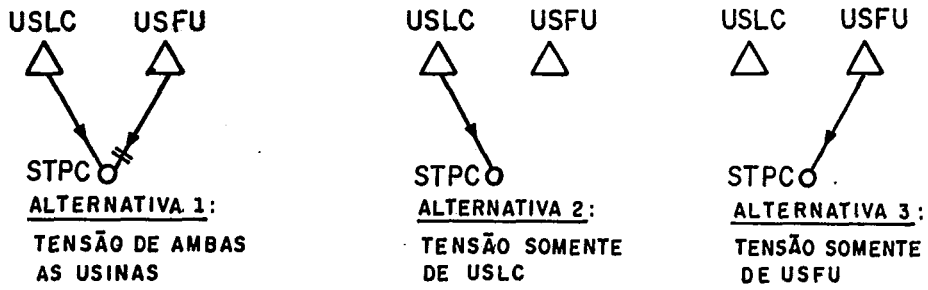 USLC USFU
STPC
ALTERNATIVA 1:
TENSÃO DE AMBAS
AS USINAS
USLC USFU
STPC
ALTERNATIVA 2:
TENSÃO SOMENTE
DE USLC
USLC USFU
STPC
ALTERNATIVA 3:
TENSÃO SOMENTE
DE USFU